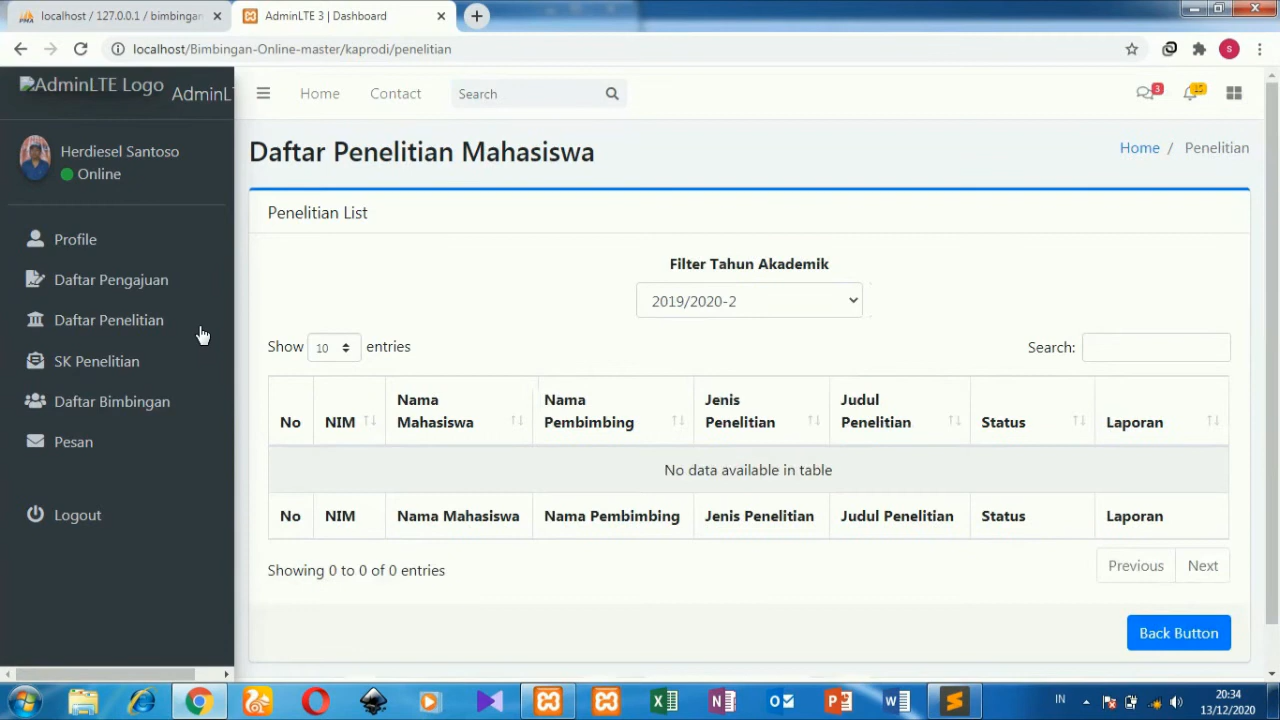 localhost / 127.0.0.1 / bimbingan
AdminLTE 3 | Dashboard
localhost/Bimbingan-Online-master/kaprodi/penelitian
S
AdminLTE Logo
AdminL
Home
Contact
Search
3
15
Herdiesel Santoso
Online
Profile
Daftar Pengajuan
Daftar Penelitian
SK Penelitian
Daftar Bimbingan
Pesan
Logout
Daftar Penelitian Mahasiswa
Home / Penelitian
Penelitian List
Filter Tahun Akademik
2019/2020-2
Show 10 entries
Search:
No NIM Nama Mahasiswa Nama Pembimbing Jenis Penelitian Judul Penelitian Status Laporan
No data available in table
No NIM Nama Mahasiswa Nama Pembimbing Jenis Penelitian Judul Penelitian Status Laporan
Showing 0 to 0 of 0 entries
Previous Next
Back Button
IN
20:34
13/12/2020